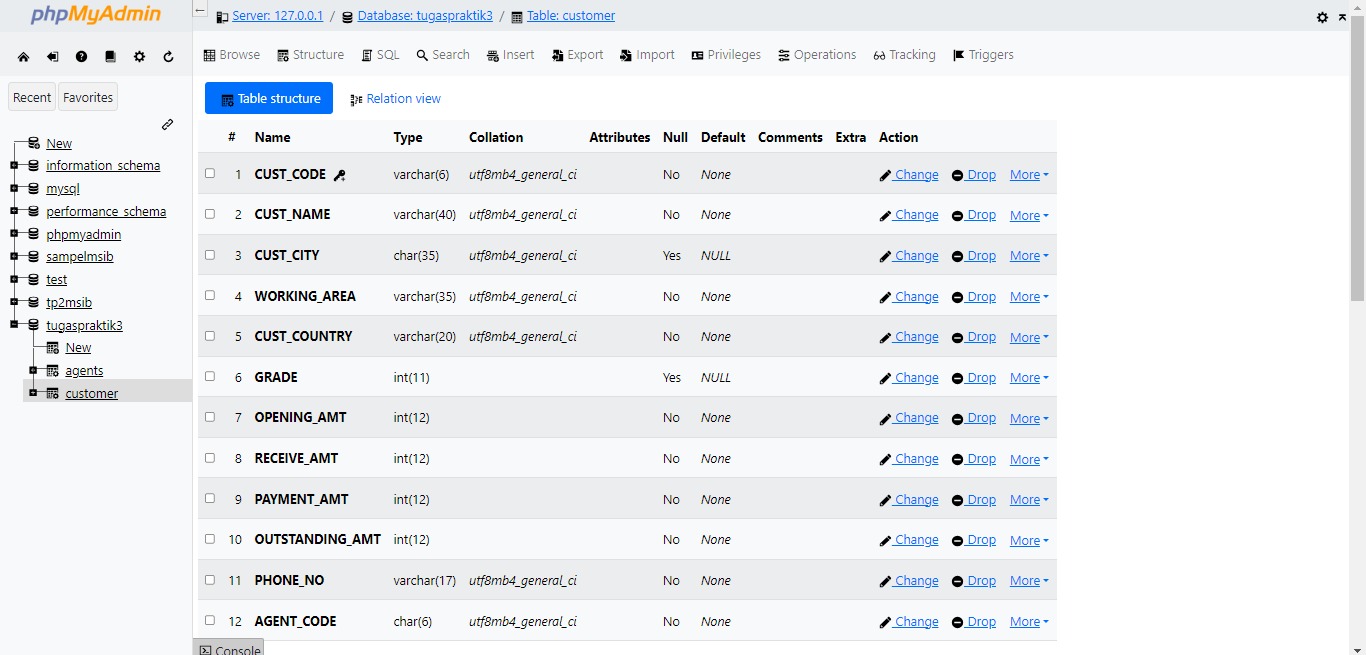 phpMyAdmin
Recent Favorites
New
information_schema
mysql
performance_schema
phpmyadmin
sampelmsib
test
tp2msib
tugaspraktik3
New
agents
customer
Server: 127.0.0.1 / Database: tugaspraktik3 / Table: customer
Browse Structure SQL Search Insert Export Import Privileges Operations Tracking Triggers
Table structure Relation view
# Name Type Collation Attributes Null Default Comments Extra Action
1 CUST_CODE varchar(6) utf8mb4_general_ci No None Change Drop More
2 CUST_NAME varchar(40) utf8mb4_general_ci No None Change Drop More
3 CUST_CITY char(35) utf8mb4_general_ci Yes NULL Change Drop More
4 WORKING_AREA varchar(35) utf8mb4_general_ci No None Change Drop More
5 CUST_COUNTRY varchar(20) utf8mb4_general_ci No None Change Drop More
6 GRADE int(11) Yes NULL Change Drop More
7 OPENING_AMT int(12) No None Change Drop More
8 RECEIVE_AMT int(12) No None Change Drop More
9 PAYMENT_AMT int(12) No None Change Drop More
10 OUTSTANDING_AMT int(12) No None Change Drop More
11 PHONE_NO varchar(17) utf8mb4_general_ci No None Change Drop More
12 AGENT_CODE char(6) utf8mb4_general_ci No None Change Drop More
Console